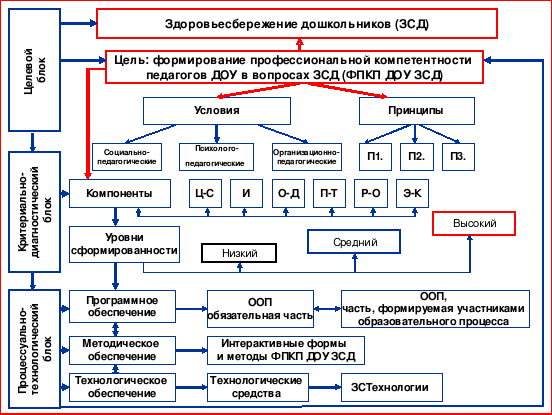 Целевой
блок
Здоровьесбережение дошкольников (ЗСД)
Цель: формирование профессиональной компетентности
педагогов ДОУ в вопросах ЗСД (ФПКП ДОУ ЗСД)
Условия
Принципы
Социально-
педагогические
Психолого-
педагогические
Организационно-
педагогические
П1.
П2.
П3.
Критериально-
диагностический
блок
Компоненты
Ц-С
И
О-Д
П-Т
Р-О
Э-К
Уровни
сформированности
Низкий
Средний
Высокий
Процессуально-
технологический
блок
Программное
обеспечение
ООП
обязательная часть
ООП,
часть, формируемая участниками
образовательного процесса
Методическое
обеспечение
Интерактивные формы
и методы ФПКП ДОУ ЗСД
Технологическое
обеспечение
Технологические
средства
ЗСТехнологии